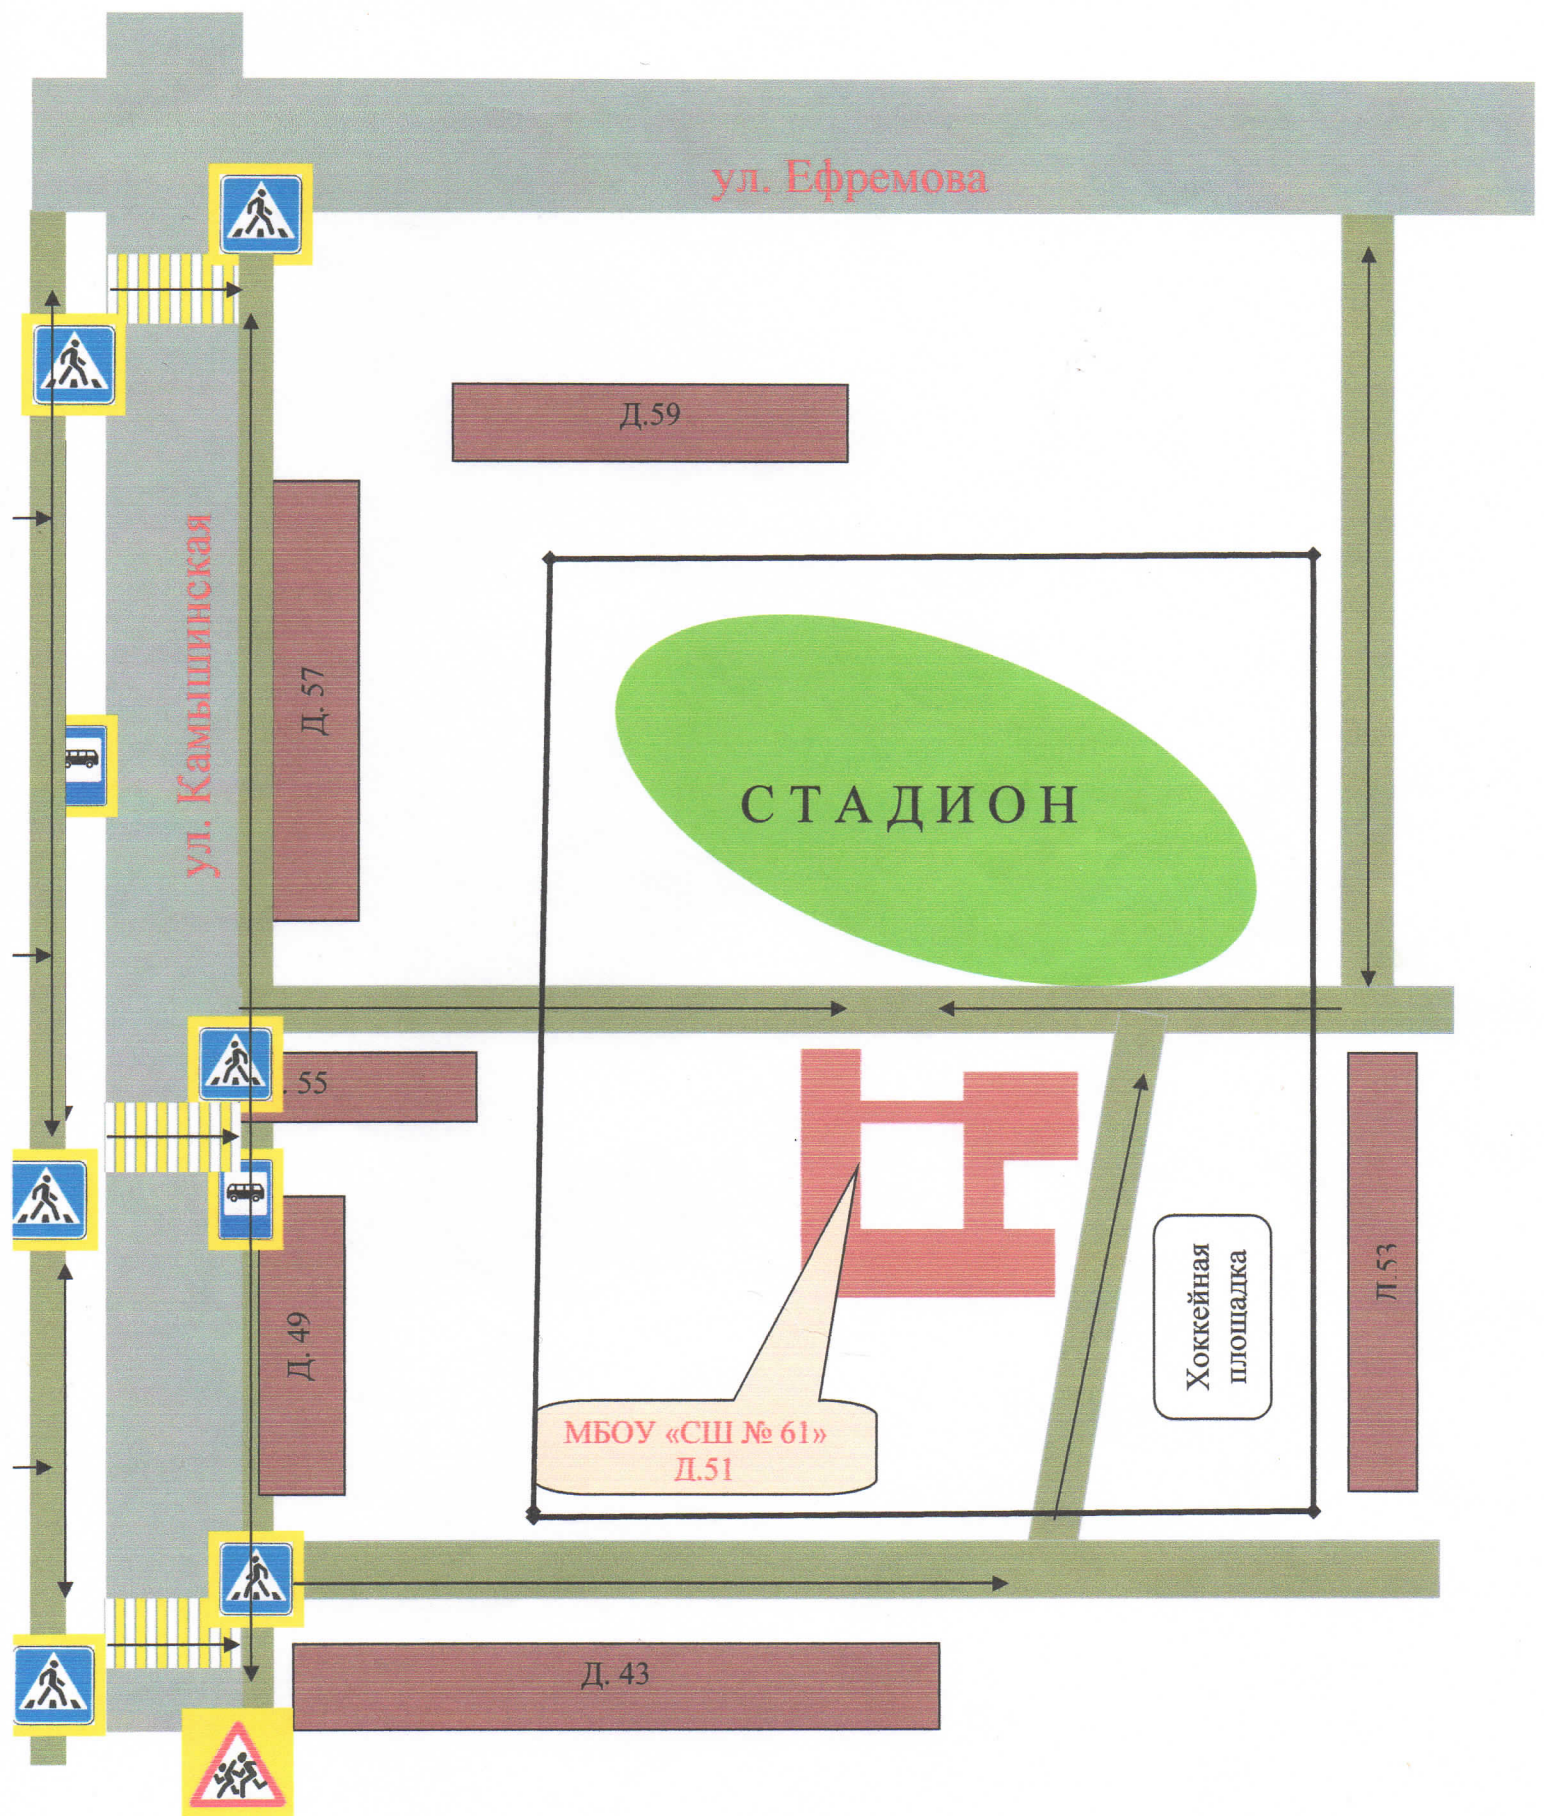 ул. Ефремова
Д.59
ул. Камышинская
Д. 57
СТАДИОН
. 55
Д. 49
Хоккейная
площадка
Д.53
МБОУ «СШ № 61»
Д.51
Д. 43